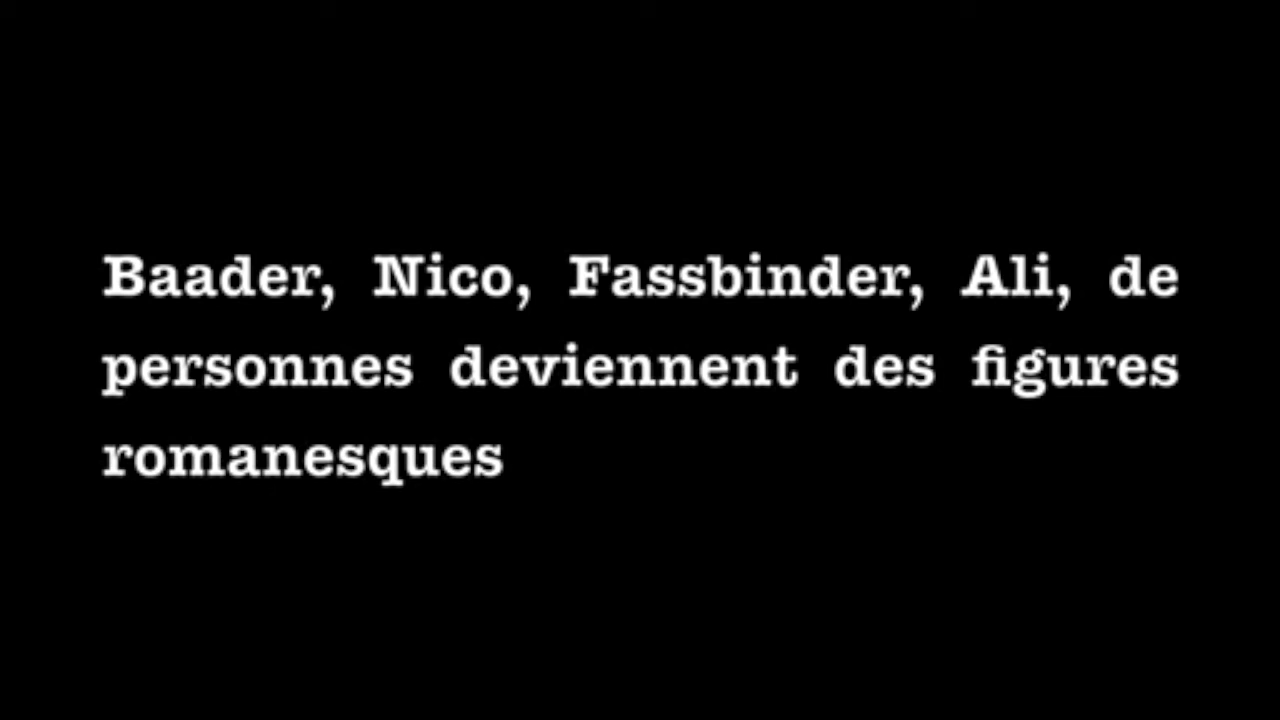 Baader, Nico, Fassbinder, Ali, de
personnes deviennent des figures
romanesques